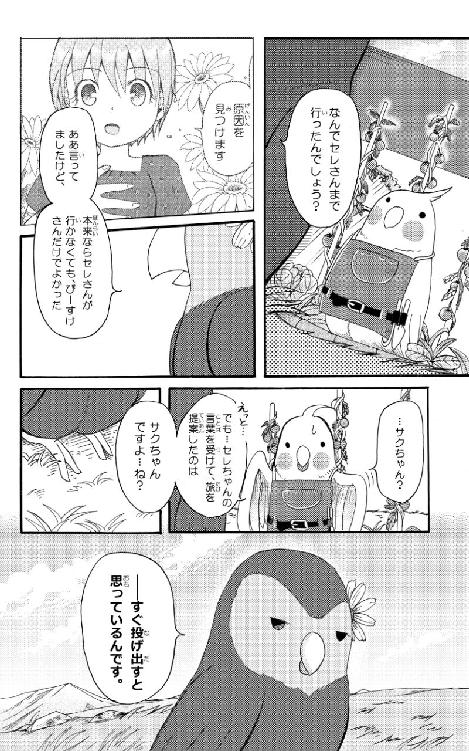 なんでセレさんまで
行ったんでしょう？
原因を
見つけます
ああ言って
ましたけど、
本来ならセレさんが
行かなくても、ぴーすけ
さんだけでよかった
…サクちゃん？
えっと…
でも…セレちゃんの
言葉を受けて、旅を
提案したのは
サクちゃん
ですよ…ね？
──すぐ投げ出すと
思っているんです。